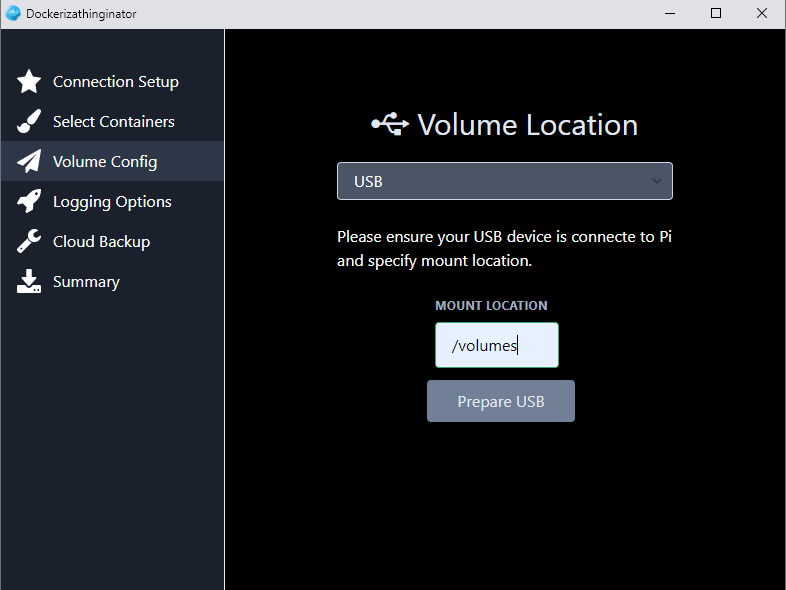 Dockerizathinginator
Connection Setup
Select Containers
Volume Config
Logging Options
Cloud Backup
Summary
Volume Location
USB
Please ensure your USB device is connecte to Pi
and specify mount location.
MOUNT LOCATION
/volumes
Prepare USB